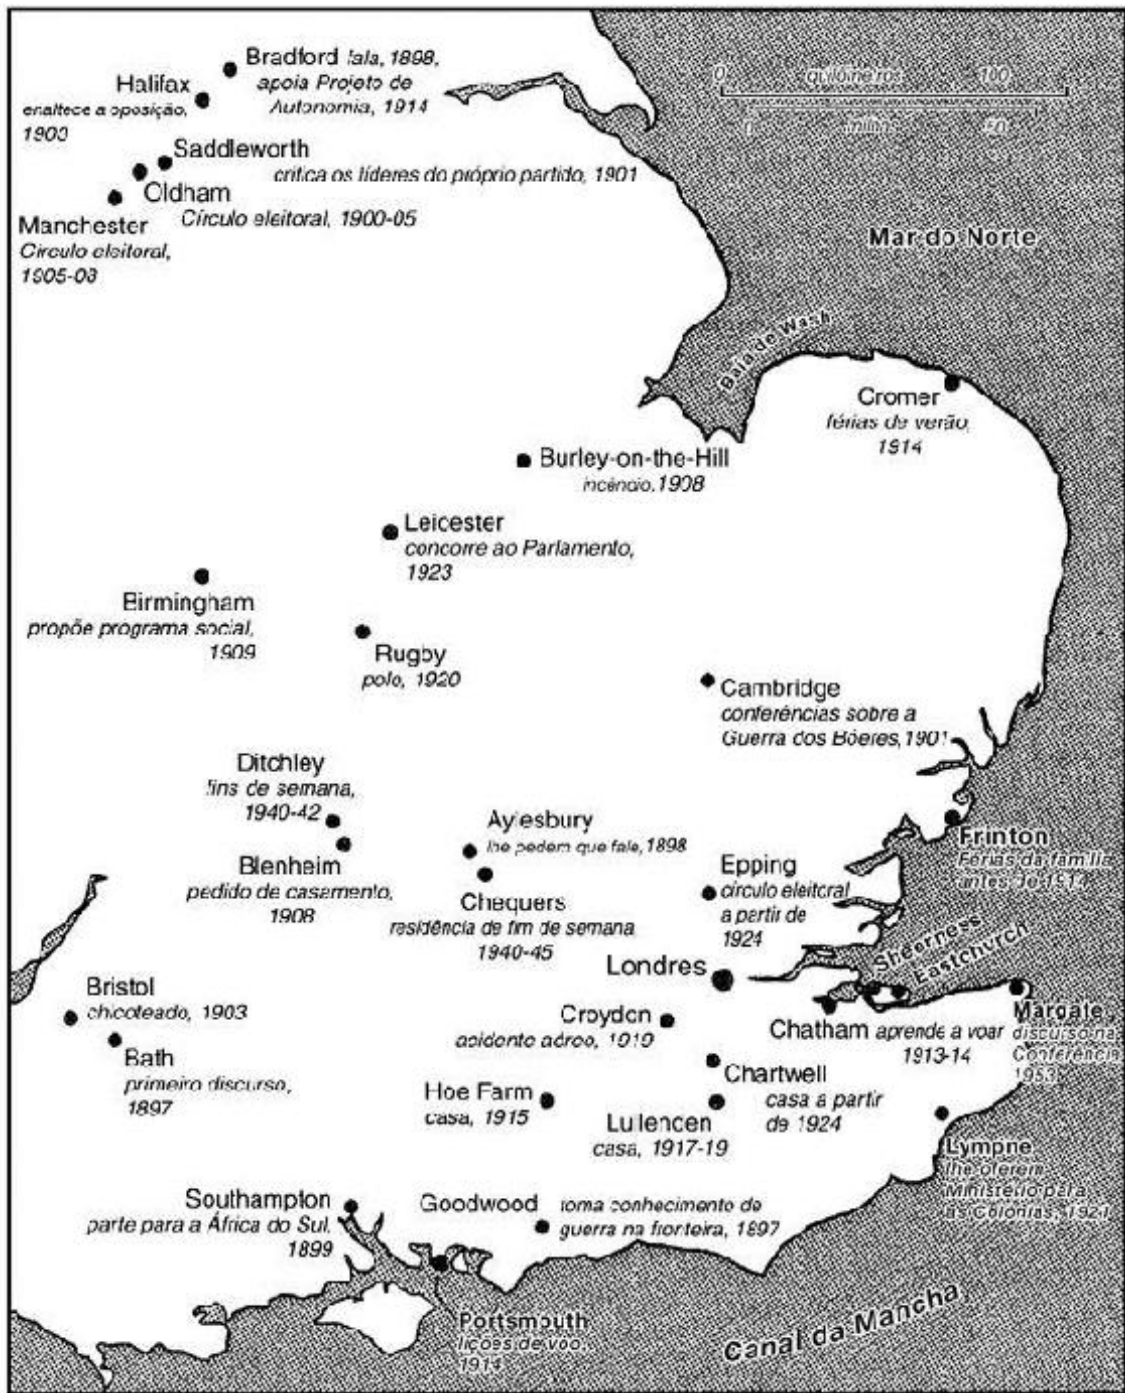 Bradford fala, 1898,
apoia Projeto de
Autonomia, 1914
Halifax
enaltece a oposição,
1903
Saddleworth
critica os líderes do próprio partido, 1901
Oldham
Círculo eleitoral, 1900-05
Manchester
Círculo eleitoral,
1905-08
0 quilômetros 100
0 milha 50
Mar do Norte
Baía de Wash
Cromer
férias de verão,
1914
Burley-on-the-Hill
incêndio, 1908
Leicester
concorre ao Parlamento,
1923
Birmingham
propõe programa social,
1909
Rugby
polo, 1920
Cambridge
conferências sobre a
Guerra dos Bôeres, 1901
Ditchley
fins de semana,
1940-42
Blenheim
pedido de casamento,
1908
Aylesbury
lhe pedem que fale, 1898
Chequers
residência de fim de semana
1940-45
Epping
círculo eleitoral
a partir de
1924
Frinton
Férias da família
antes de 1914
Sheerness
Eastchurch
Londres
Bristol
chicoteado, 1903
Bath
primeiro discurso,
1897
Croydon
acidente aéreo, 1919
Chatham aprende a voar
1913-14
Margate
discurso na
Conferência
1953
Chartwell
casa a partir
de 1924
Hoe Farm
casa, 1915
Lullencen
casa, 1917-19
Lympne
lhe oferem
Ministério para
as Colônias, 1921
Southampton
parte para a África do Sul,
1899
Goodwood toma conhecimento de
guerra na fronteira, 1897
Portsmouth
lições de voo,
1914
Canal da Mancha